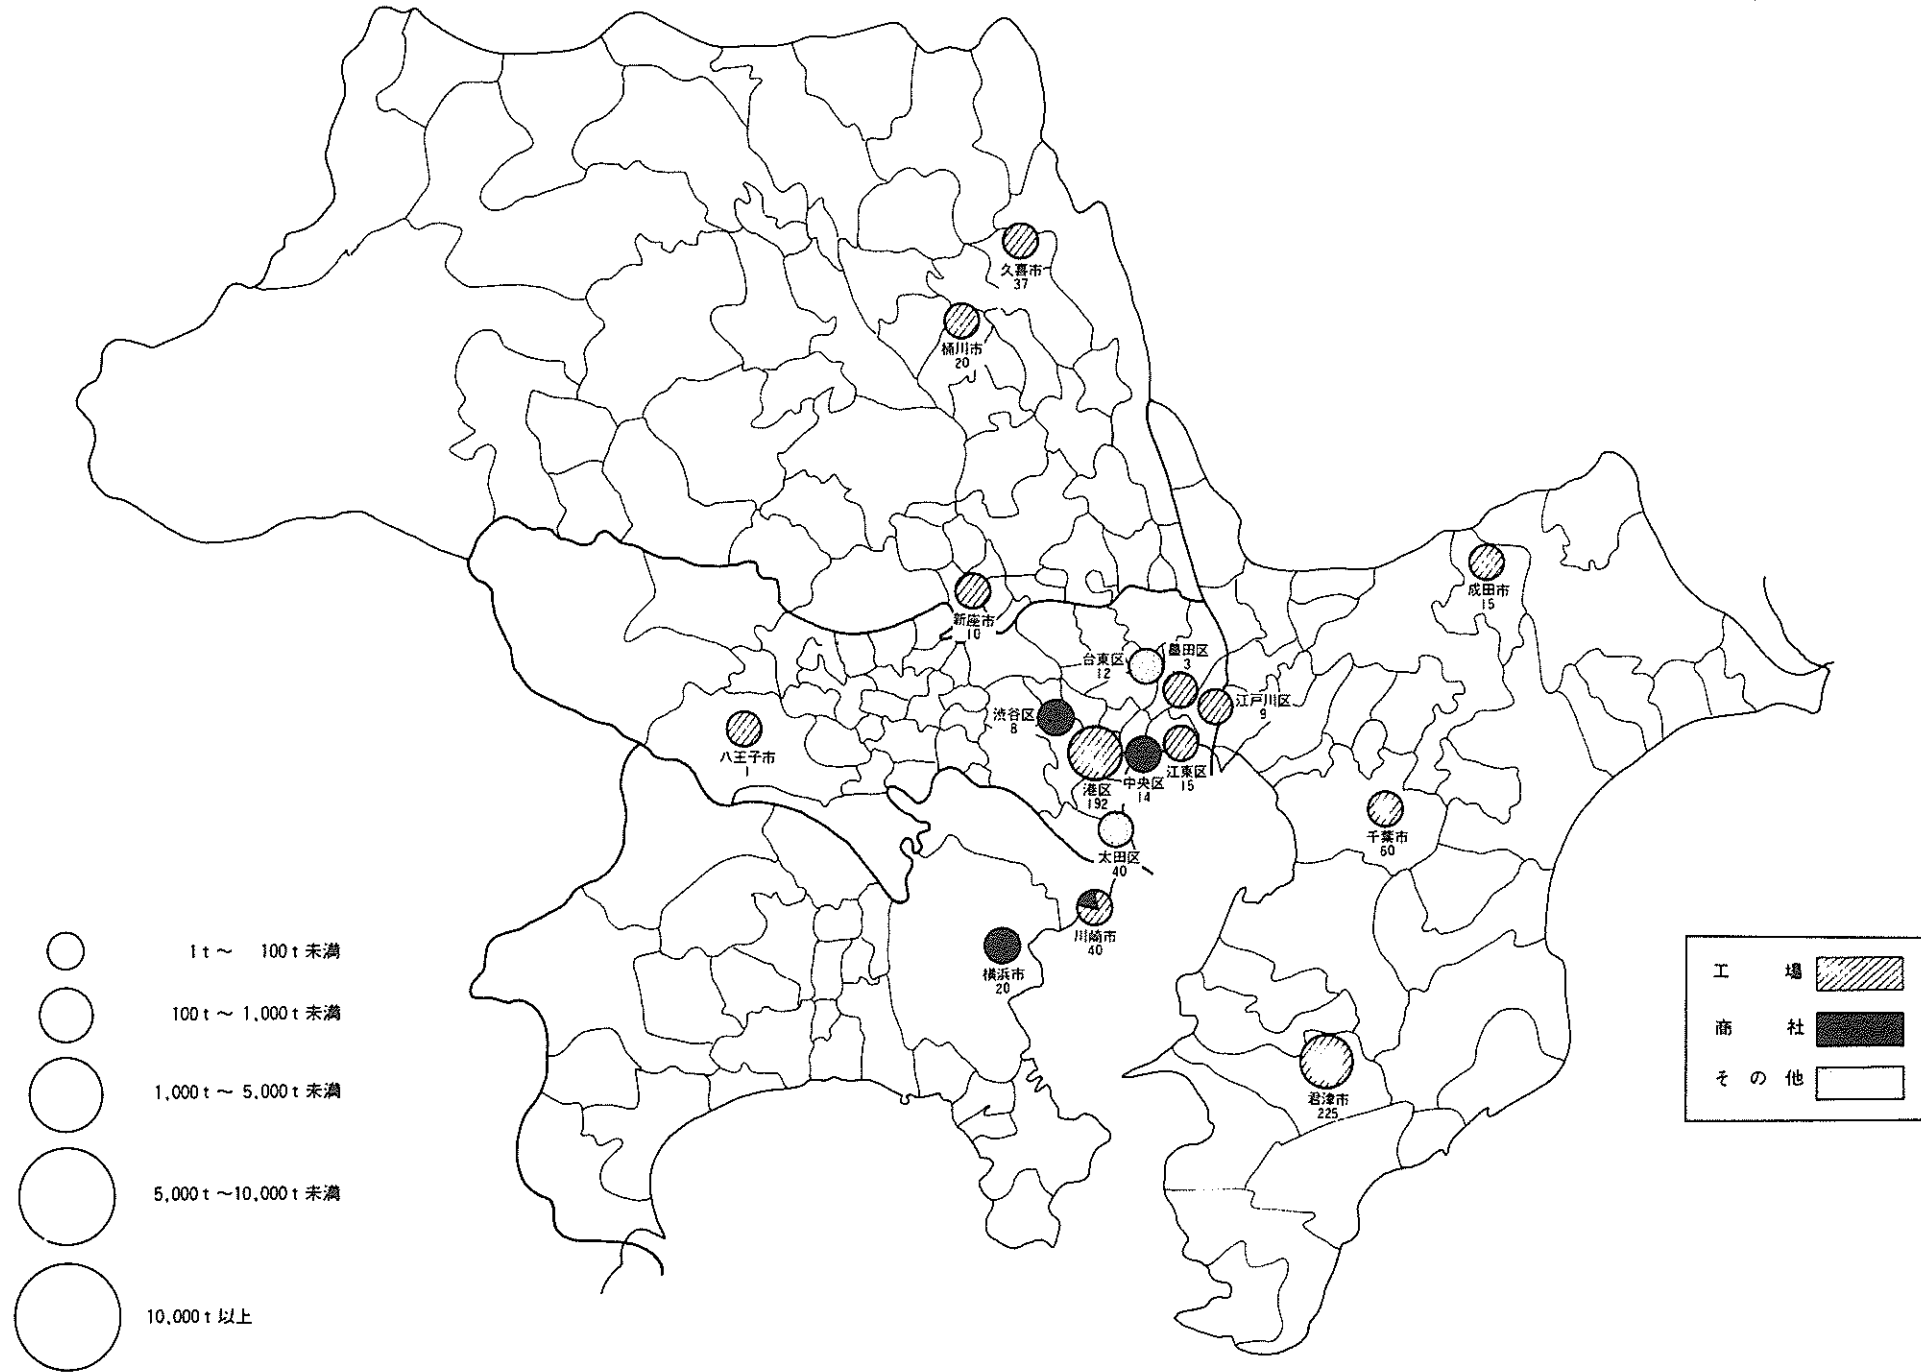 久喜市
37
桶川市
20
成田市
15
新座市
10
台東区
12
墨田区
3
江戸川区
9
渋谷区
8
八王子市
1
港区
192
中央区
14
江東区
15
千葉市
60
太田区
40
川崎市
40
横浜市
20
君津市
225
1t～ 100t未満
100t～1,000t未満
1,000t～5,000t未満
5,000t～10,000t未満
10,000t以上
工場
商社
その他